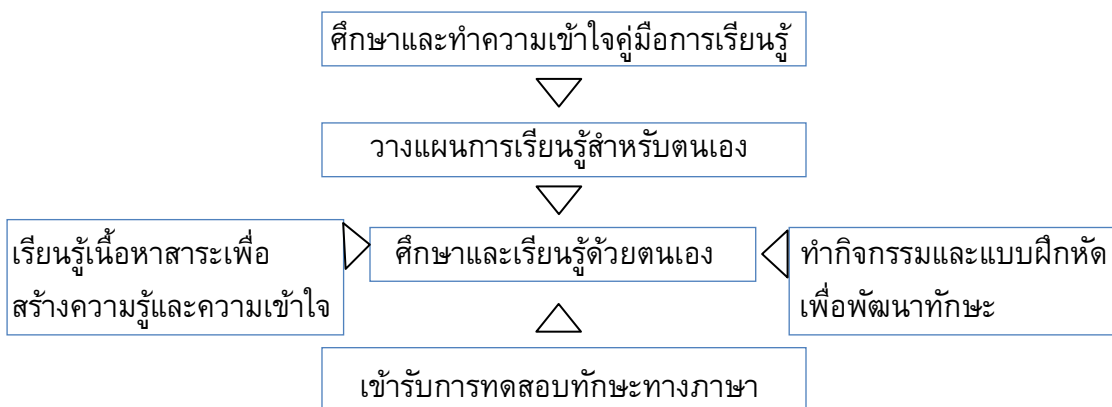 ศึกษาและทำความเข้าใจคู่มือการเรียนรู้
วางแผนการเรียนรู้สำหรับตนเอง
เรียนรู้เนื้อหาสาระเพื่อ
สร้างความรู้และความเข้าใจ
ศึกษาและเรียนรู้ด้วยตนเอง
ทำกิจกรรมและแบบฝึกหัด
เพื่อพัฒนาทักษะ
เข้ารับการทดสอบทักษะทางภาษา